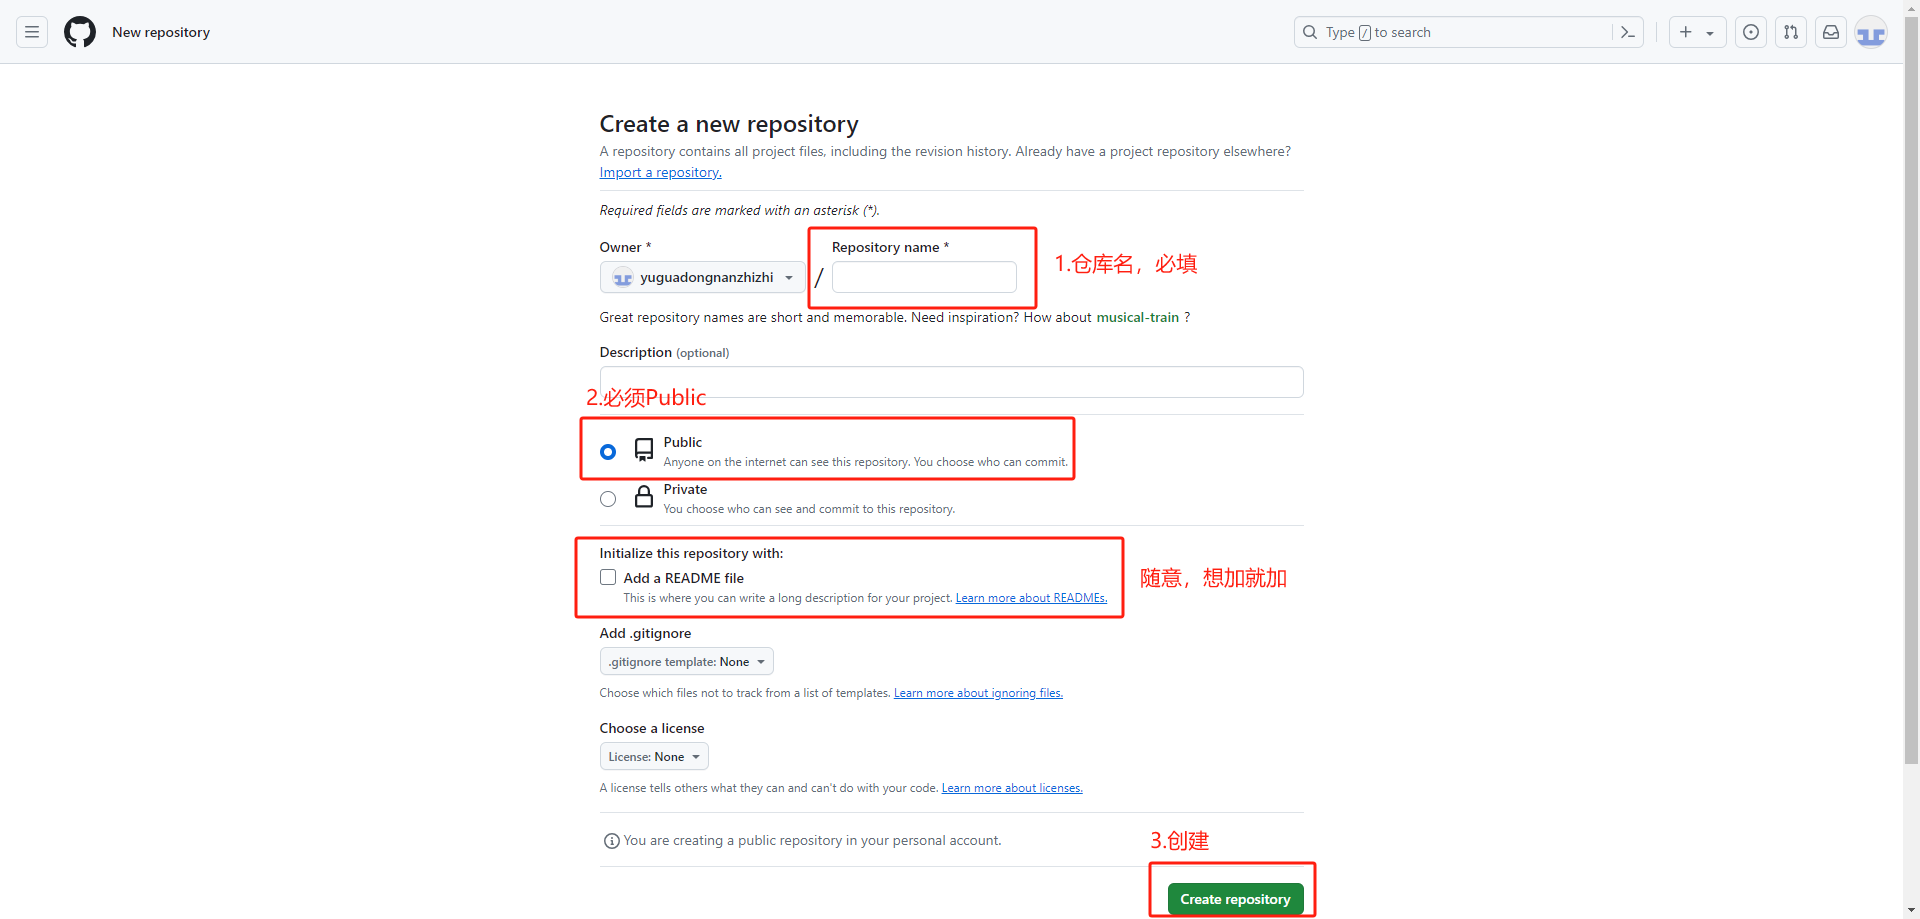 New repository
Type / to search
Create a new repository
A repository contains all project files, including the revision history. Already have a project repository elsewhere?
Import a repository.
Required fields are marked with an asterisk (*).
Owner *
Repository name *
1.仓库名，必填
yuguadongnanzhizhi
/
Great repository names are short and memorable. Need inspiration? How about musical-train ?
Description (optional)
2.必须Public
Public
Anyone on the internet can see this repository. You choose who can commit.
Private
You choose who can see and commit to this repository.
Initialize this repository with:
Add a README file
随意，想加就加
This is where you can write a long description for your project. Learn more about READMEs.
Add .gitignore
.gitignore template: None
Choose which files not to track from a list of templates. Learn more about ignoring files.
Choose a license
License: None
A license tells others what they can and can't do with your code. Learn more about licenses.
You are creating a public repository in your personal account.
3.创建
Create repository